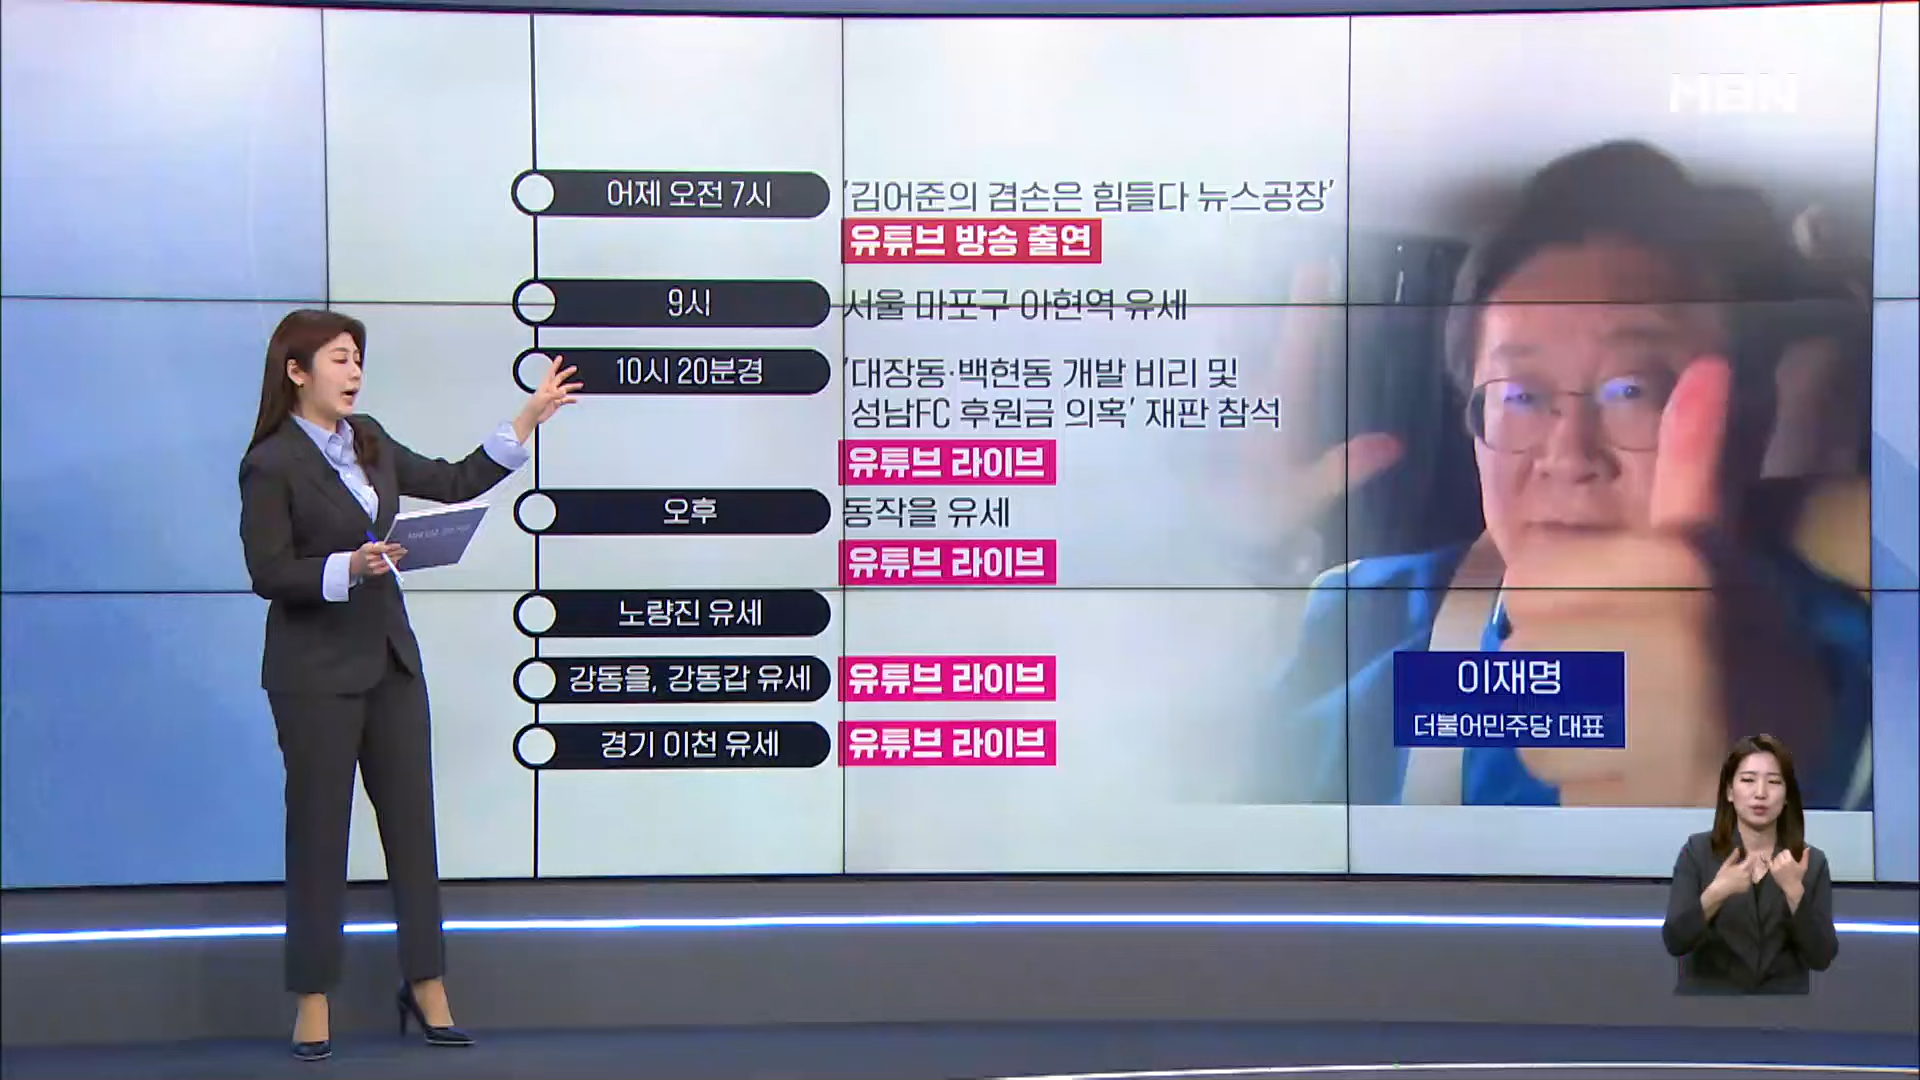 MBN
어제 오전 7시
'김어준의 겸손은 힘들다 뉴스공장'
유튜브 방송 출연
9시
서울 마포구 아현역 유세
10시 20분경
'대장동·백현동 개발 비리 및
성남FC 후원금 의혹' 재판 참석
유튜브 라이브
오후
동작을 유세
유튜브 라이브
노량진 유세
강동을, 강동갑 유세
유튜브 라이브
경기 이천 유세
유튜브 라이브
이재명
더불어민주당 대표